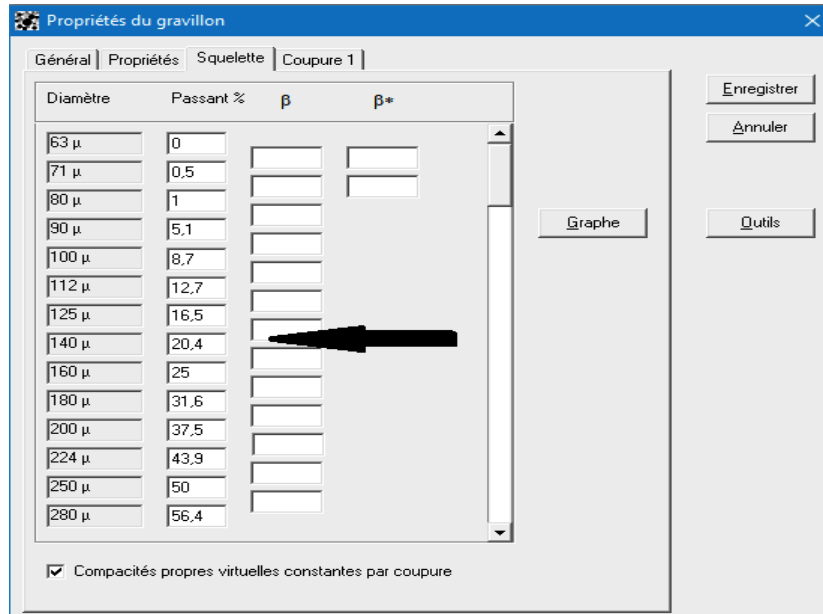 Propriétés du gravillon
Général Propriétés Squelette Coupure 1
Diamètre Passant % β β*
63 µ 0
71 µ 0,5
80 µ 1
90 µ 5,1
100 µ 8,7
112 µ 12,7
125 µ 16,5
140 µ 20,4
160 µ 25
180 µ 31,6
200 µ 37,5
224 µ 43,9
250 µ 50
280 µ 56,4
Compacités propres virtuelles constantes par coupure
Graphe
Enregistrer
Annuler
Outils